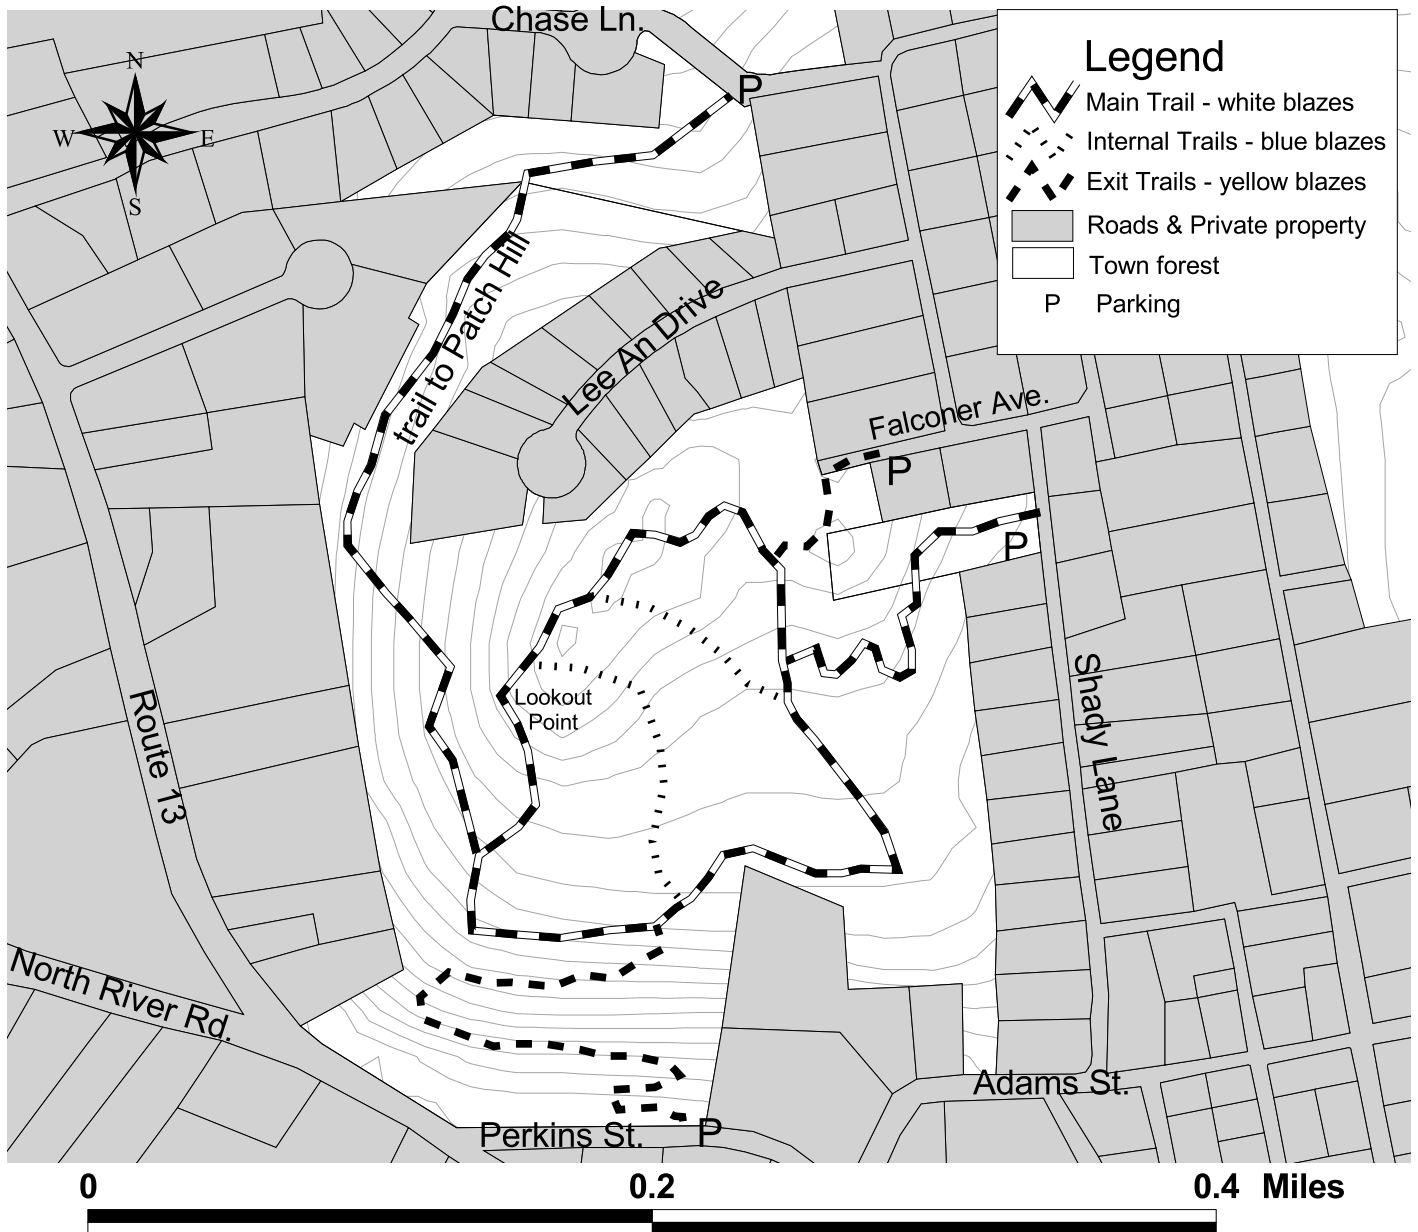 Chase Ln.
N
W E
S
P
Legend
Main Trail - white blazes
Internal Trails - blue blazes
Exit Trails - yellow blazes
Roads & Private property
Town forest
P Parking
trail to Patch Hill
Lee An Drive
Falconer Ave.
P
P
Lookout
Point
Route 13
Shady Lane
North River Rd.
Adams St.
Perkins St.
P
0 0.2 0.4 Miles